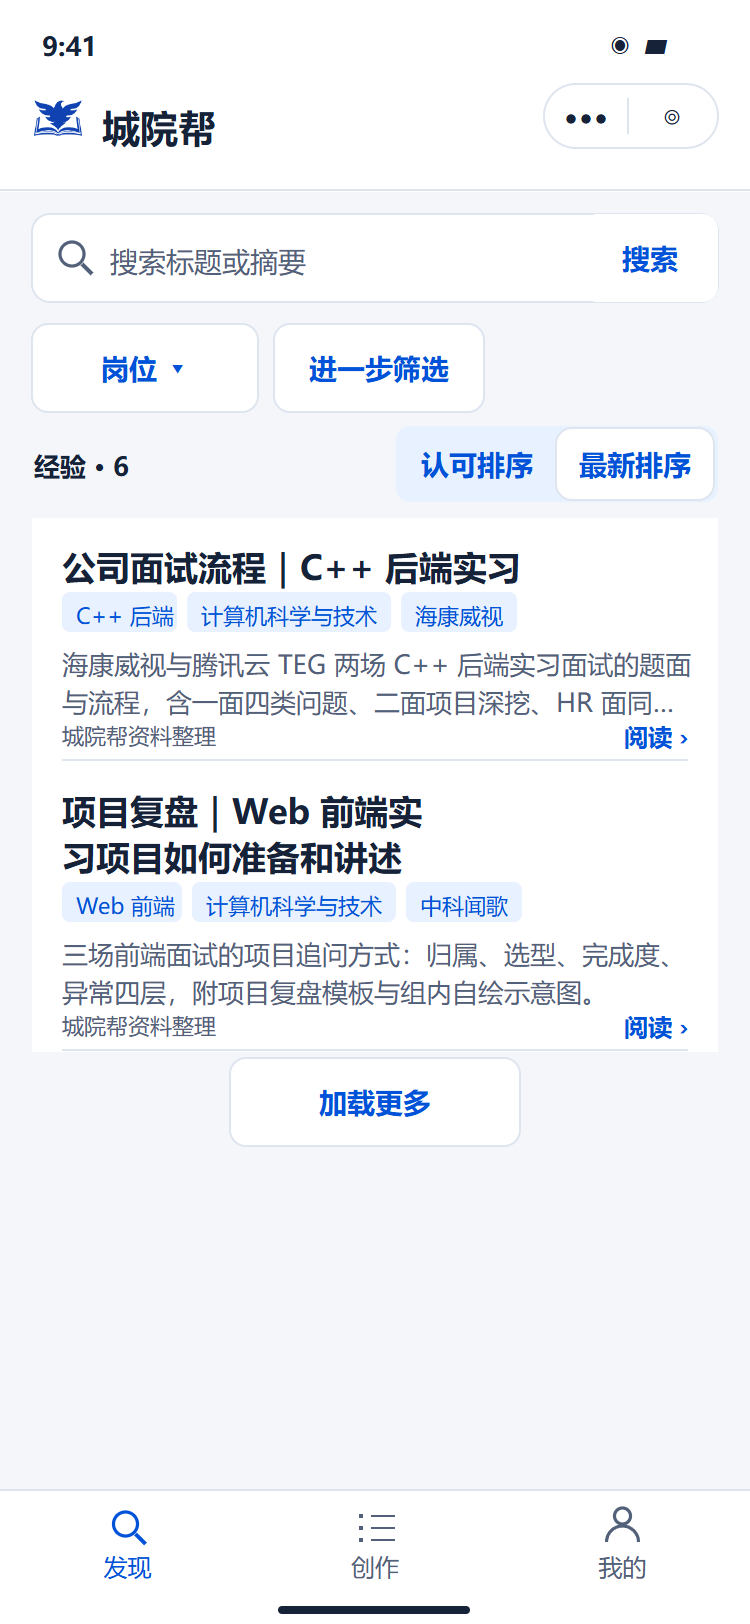 9:41
城院帮
搜索标题或摘要
搜索
岗位
进一步筛选
经验 • 6
认可排序
最新排序
公司面试流程 | C++ 后端实习
C++ 后端
计算机科学与技术
海康威视
海康威视与腾讯云 TEG 两场 C++ 后端实习面试的题面
与流程，含一面四类问题、二面项目深挖、HR 面同...
城院帮资料整理
阅读 ›
项目复盘 | Web 前端实
习项目如何准备和讲述
Web 前端
计算机科学与技术
中科闻歌
三场前端面试的项目追问方式：归属、选型、完成度、
异常四层，附项目复盘模板与组内自绘示意图。
城院帮资料整理
阅读 ›
加载更多
发现
创作
我的